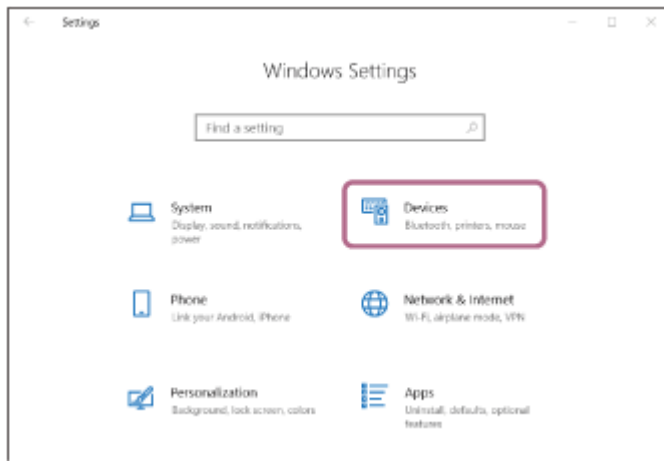 Settings
Windows Settings
Find a setting
System
Display, sound, notifications,
power
Devices
Bluetooth, printers, mouse
Phone
Link your Android, iPhone
Network & Internet
Wi-Fi, airplane mode, VPN
Personalization
Background, lock screen, colors
Apps
Uninstall, defaults, optional
features